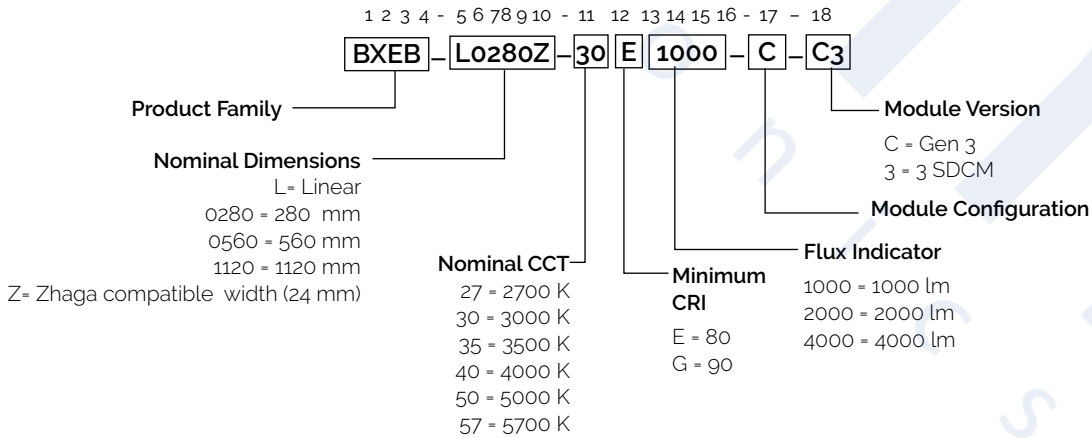 1 2 3 4 - 5 6 7 8 9 10 - 11 12 13 14 15 16 - 17 - 18
BXEB - L0280Z - 30 E 1000 - C - C3
Product Family
Nominal Dimensions
L= Linear
0280 = 280 mm
0560 = 560 mm
1120 = 1120 mm
Z= Zhaga compatible width (24 mm)
Nominal CCT
27 = 2700 K
30 = 3000 K
35 = 3500 K
40 = 4000 K
50 = 5000 K
57 = 5700 K
Minimum
CRI
E = 80
G = 90
Flux Indicator
1000 = 1000 lm
2000 = 2000 lm
4000 = 4000 lm
Module Configuration
Module Version
C = Gen 3
3 = 3 SDCM